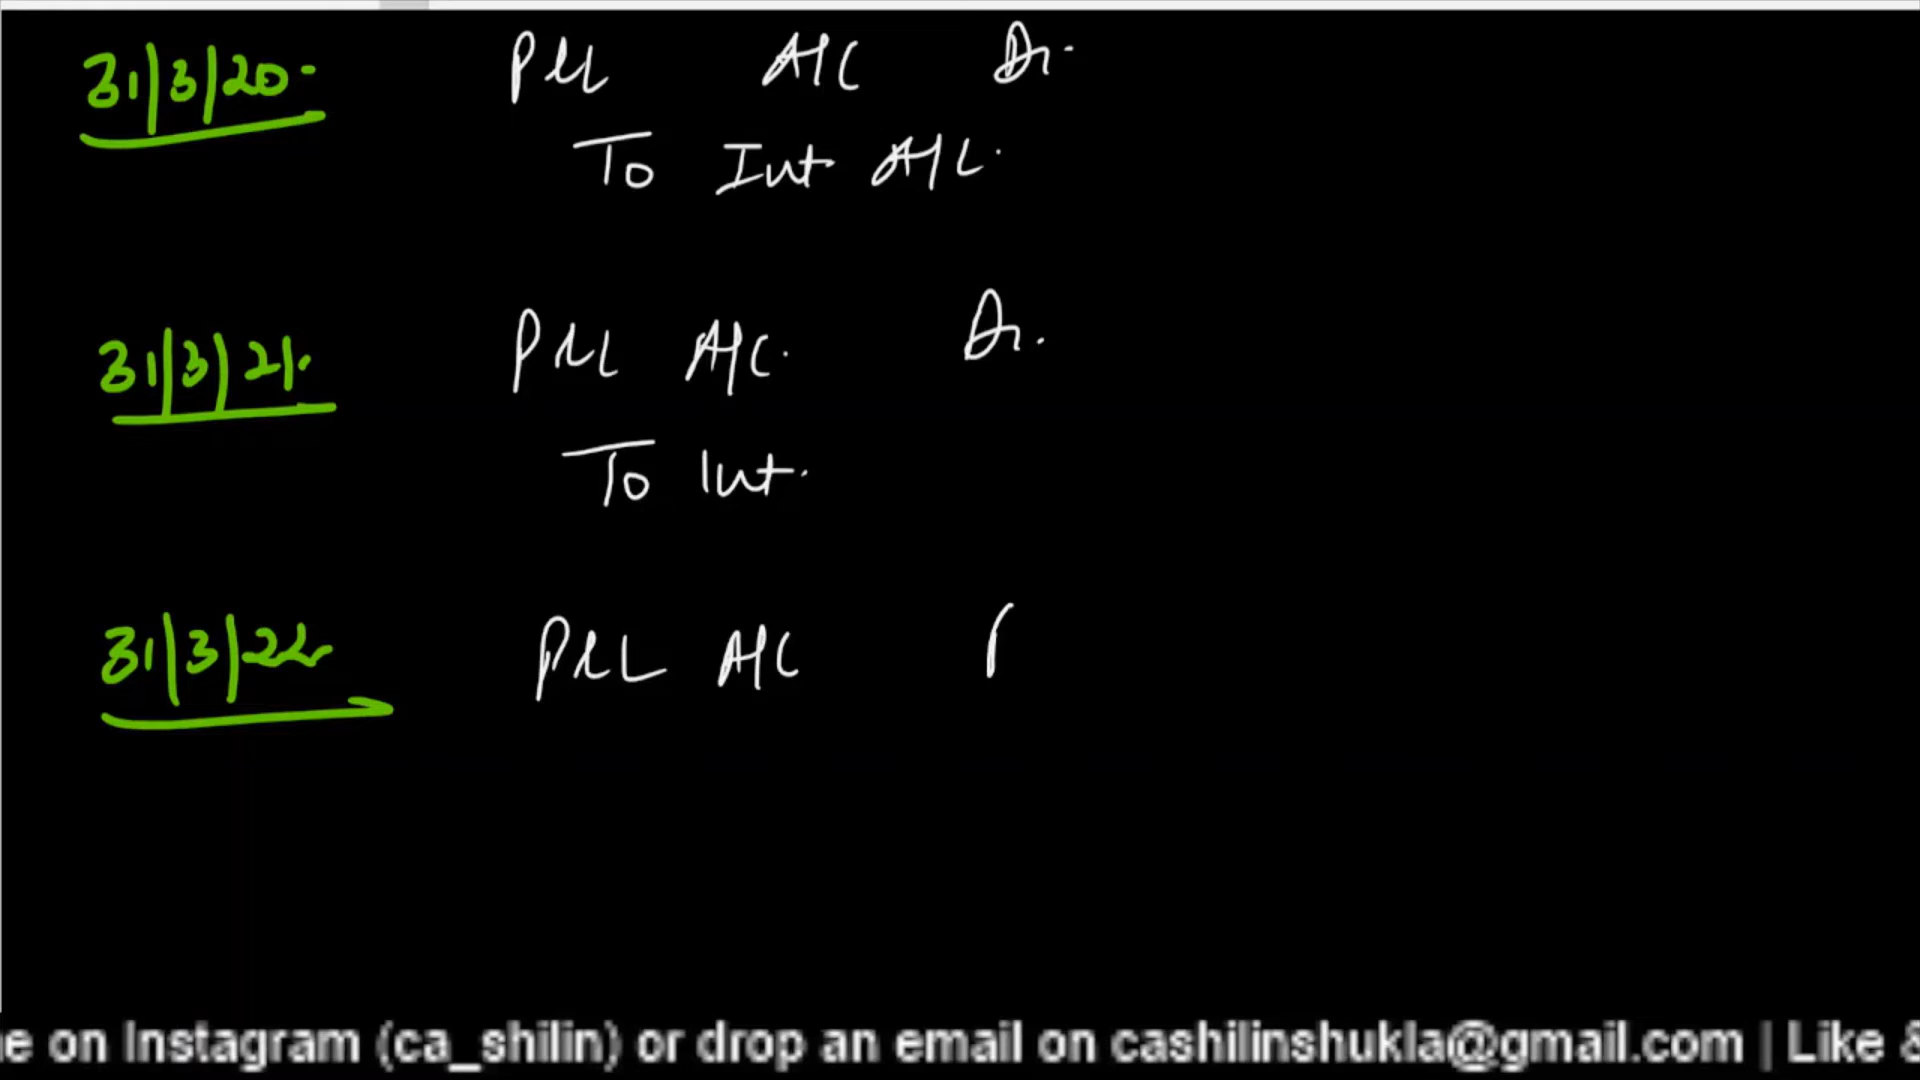 31/3/20. P&L A/C Dr.
To Int A/C.
31/3/21. P&L A/C. Dr.
To Int.
31/3/22 P&L A/C
e on Instagram (ca_shilin) or drop an email on cashilinshukla@gmail.com | Like &